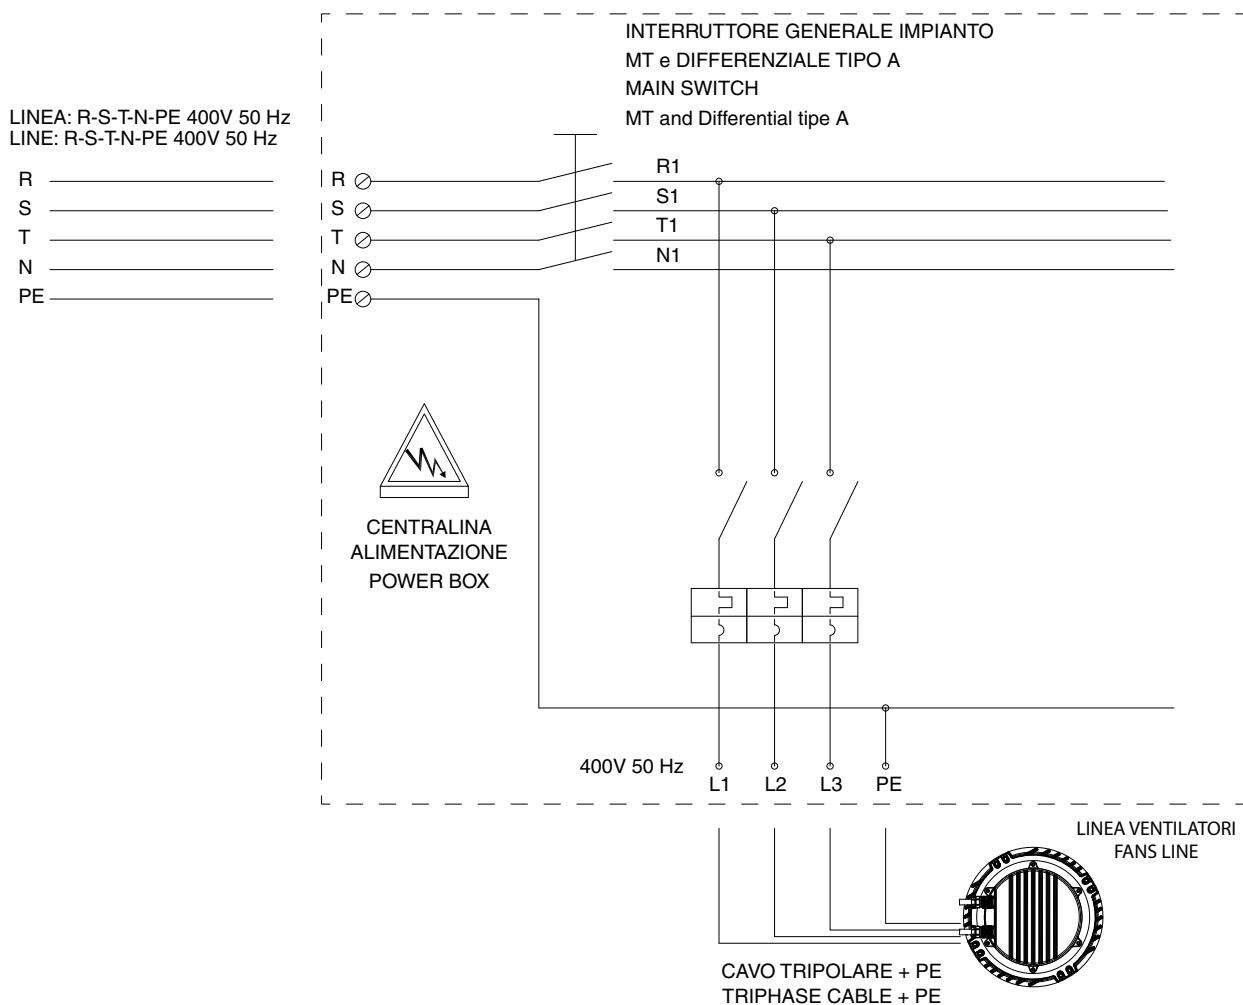 INTERRUTTORE GENERALE IMPIANTO
MT e DIFFERENZIALE TIPO A
MAIN SWITCH
MT and Differential tipe A
LINEA: R-S-T-N-PE 400V 50 Hz
LINE: R-S-T-N-PE 400V 50 Hz
R
S
T
N
PE
R
S
T
N
PE
R1
S1
T1
N1
CENTRALINA
ALIMENTAZIONE
POWER BOX
400V 50 Hz
L1
L2
L3
PE
LINEA VENTILATORI
FANS LINE
CAVO TRIPOLARE + PE
TRIPHASE CABLE + PE